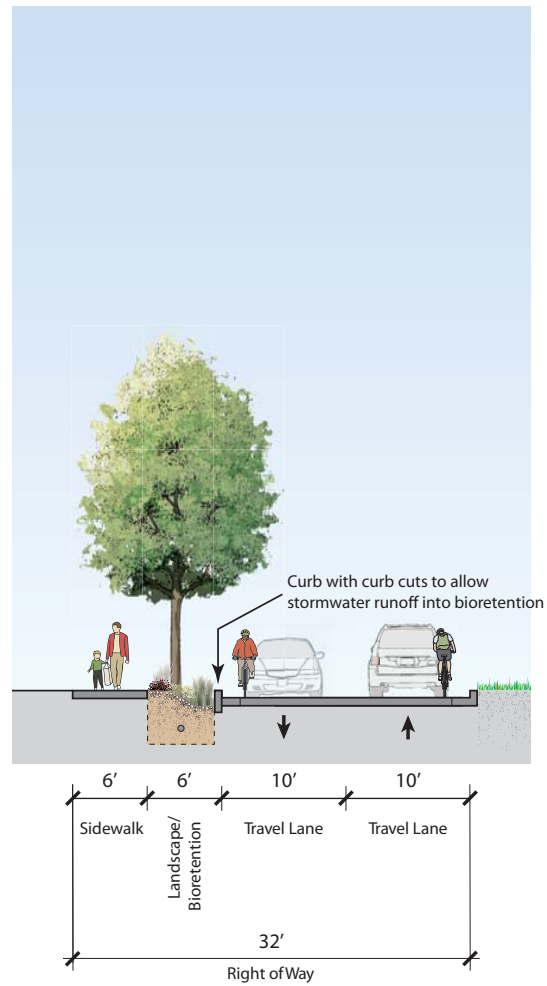 Curb with curb cuts to allow
stormwater runoff into bioretention
6’
6’
10’
10’
Sidewalk
Landscape/
Bioretention
Travel Lane
Travel Lane
32’
Right of Way